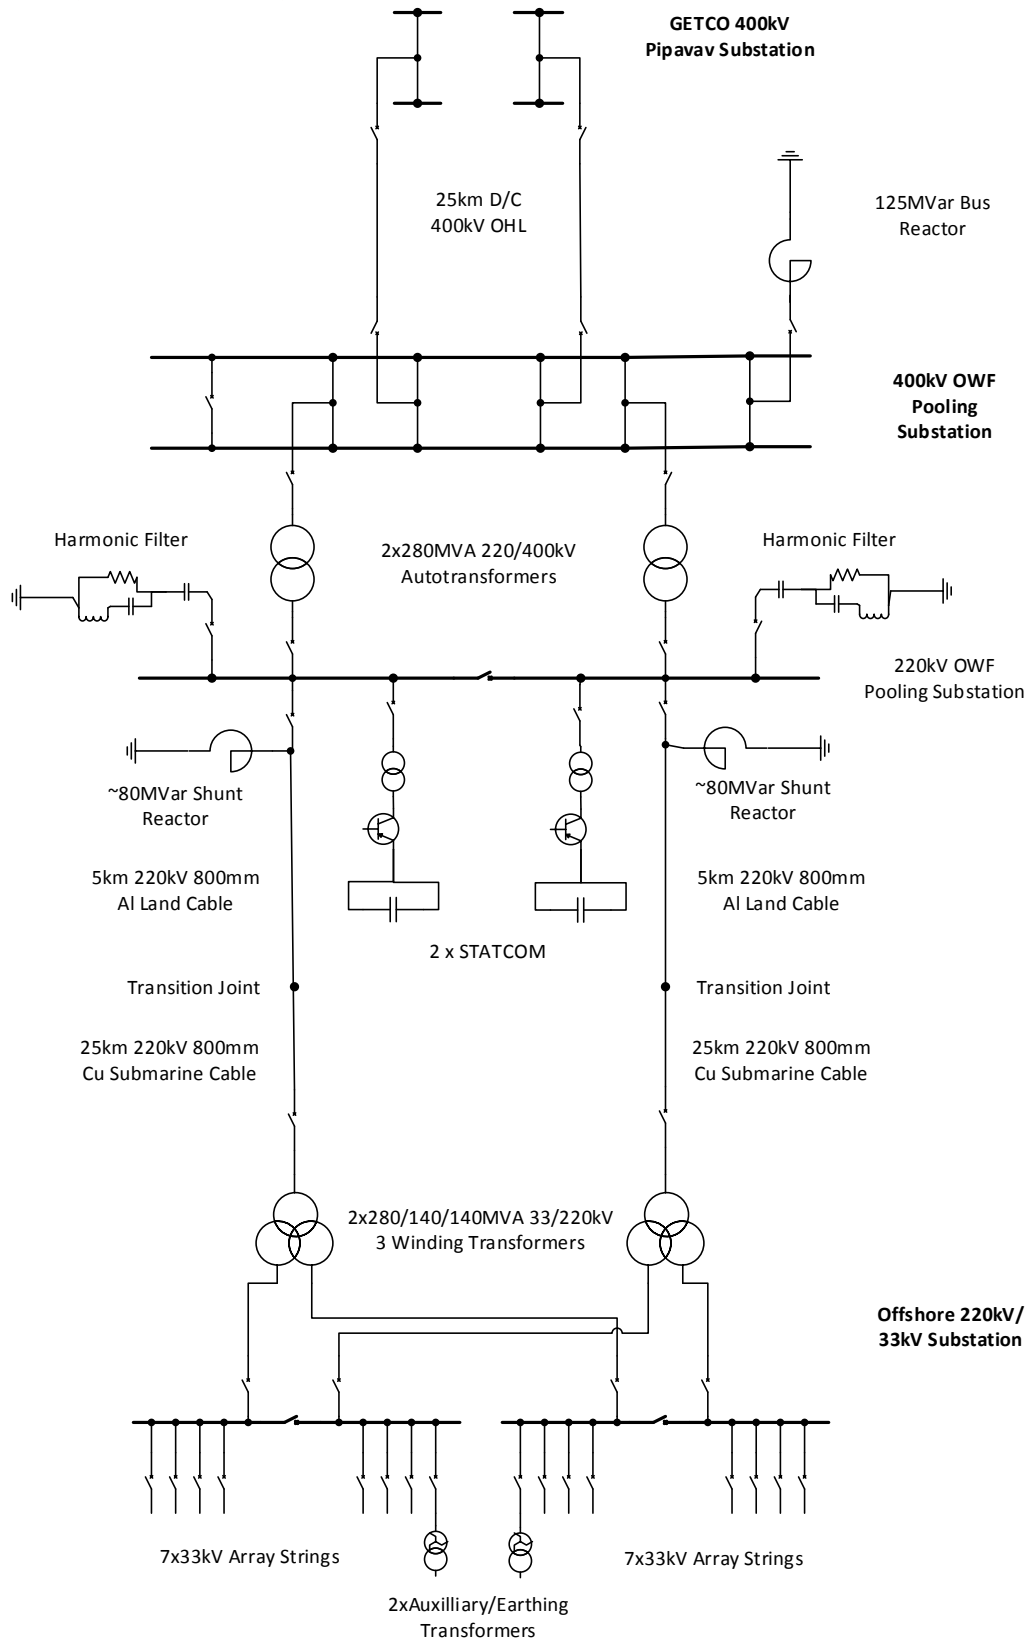 GETCO 400kV
Pipavav Substation
25km D/C
400kV OHL
125MVar Bus
Reactor
400kV OWF
Pooling
Substation
Harmonic Filter
2x280MVA 220/400kV
Autotransformers
Harmonic Filter
220kV OWF
Pooling Substation
~80MVar Shunt
Reactor
~80MVar Shunt
Reactor
5km 220kV 800mm
Al Land Cable
5km 220kV 800mm
Al Land Cable
2 x STATCOM
Transition Joint
Transition Joint
25km 220kV 800mm
Cu Submarine Cable
25km 220kV 800mm
Cu Submarine Cable
2x280/140/140MVA 33/220kV
3 Winding Transformers
Offshore 220kV/
33kV Substation
7x33kV Array Strings
7x33kV Array Strings
2xAuxilliary/Earthing
Transformers